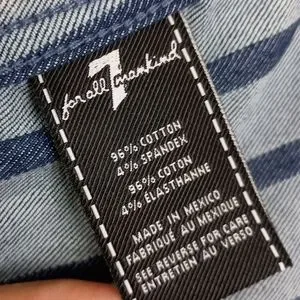 for all 7 mankind
96% COTTON
4% SPANDEX
96% COTON
4% ELASTHANNE
MADE IN MEXICO
FABRIQUÉ AU MEXIQUE
SEE REVERSE FOR CARE
ENTRETIEN AU VERSO